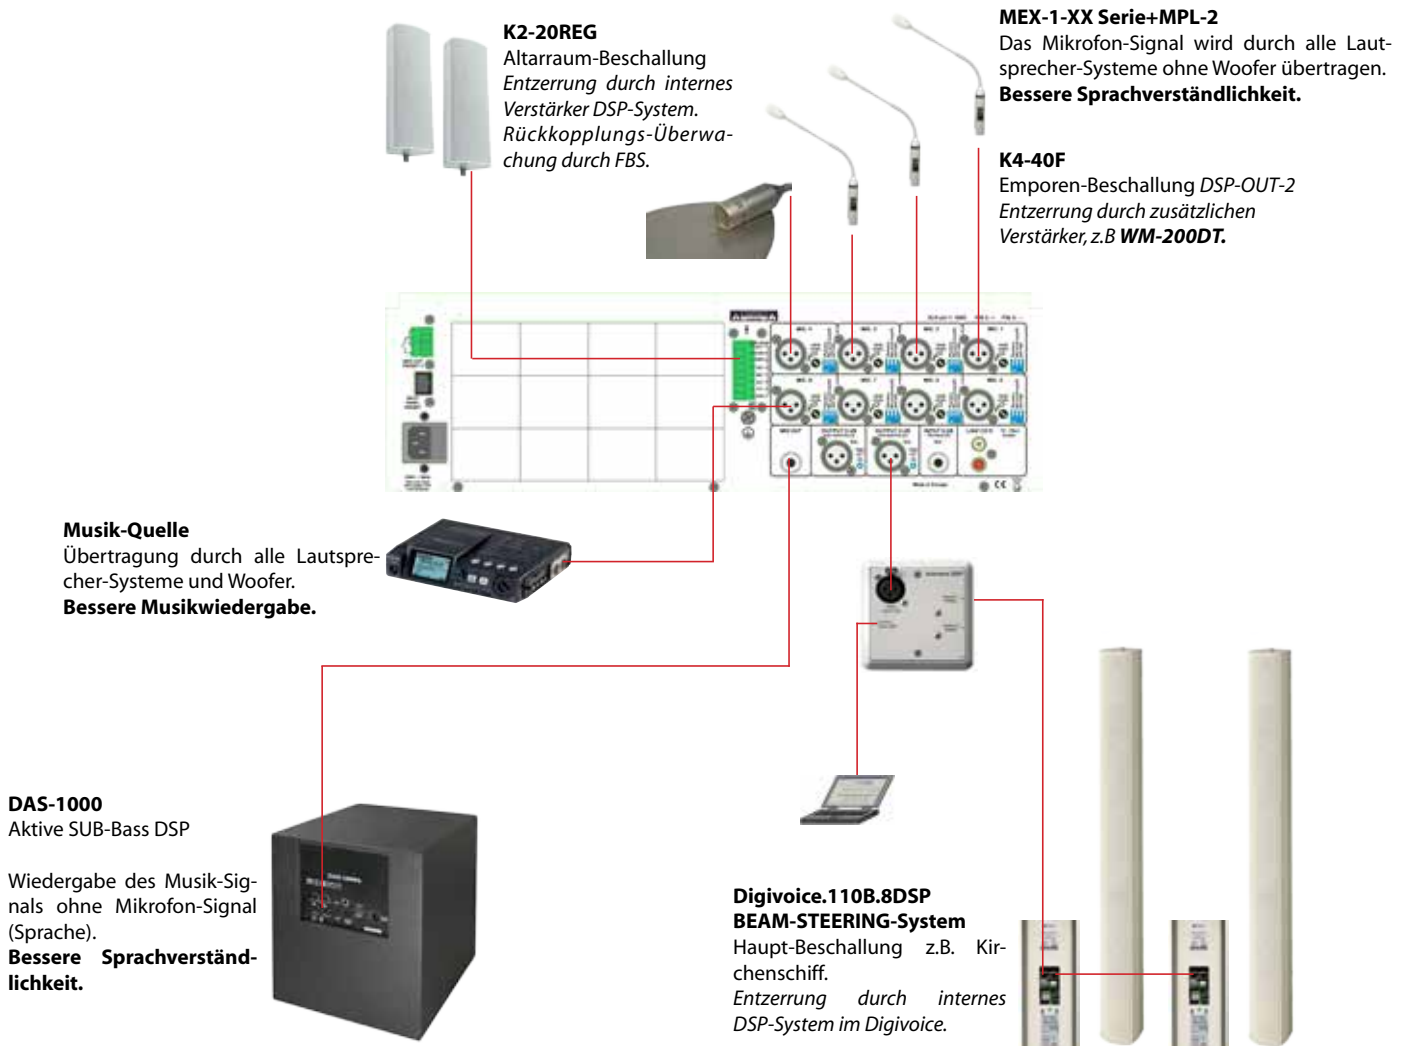 K2-20REG
Altarraum-Beschallung
Entzerrung durch internes
Verstärker DSP-System.
Rückkopplungs-Überwa-
chung durch FBS.
MEX-1-XX Serie+MPL-2
Das Mikrofon-Signal wird durch alle Laut-
sprecher-Systeme ohne Woofer übertragen.
Bessere Sprachverständlichkeit.
K4-40F
Emporen-Beschallung DSP-OUT-2
Entzerrung durch zusätzlichen
Verstärker, z.B WM-200DT.
Musik-Quelle
Übertragung durch alle Lautspre-
cher-Systeme und Woofer.
Bessere Musikwiedergabe.
DAS-1000
Aktive SUB-Bass DSP
Wiedergabe des Musik-Sig-
nals ohne Mikrofon-Signal
(Sprache).
Bessere Sprachverständ-
lichkeit.
Digivoice.110B.8DSP
BEAM-STEERING-System
Haupt-Beschallung z.B. Kir-
chenschiff.
Entzerrung durch internes
DSP-System im Digivoice.